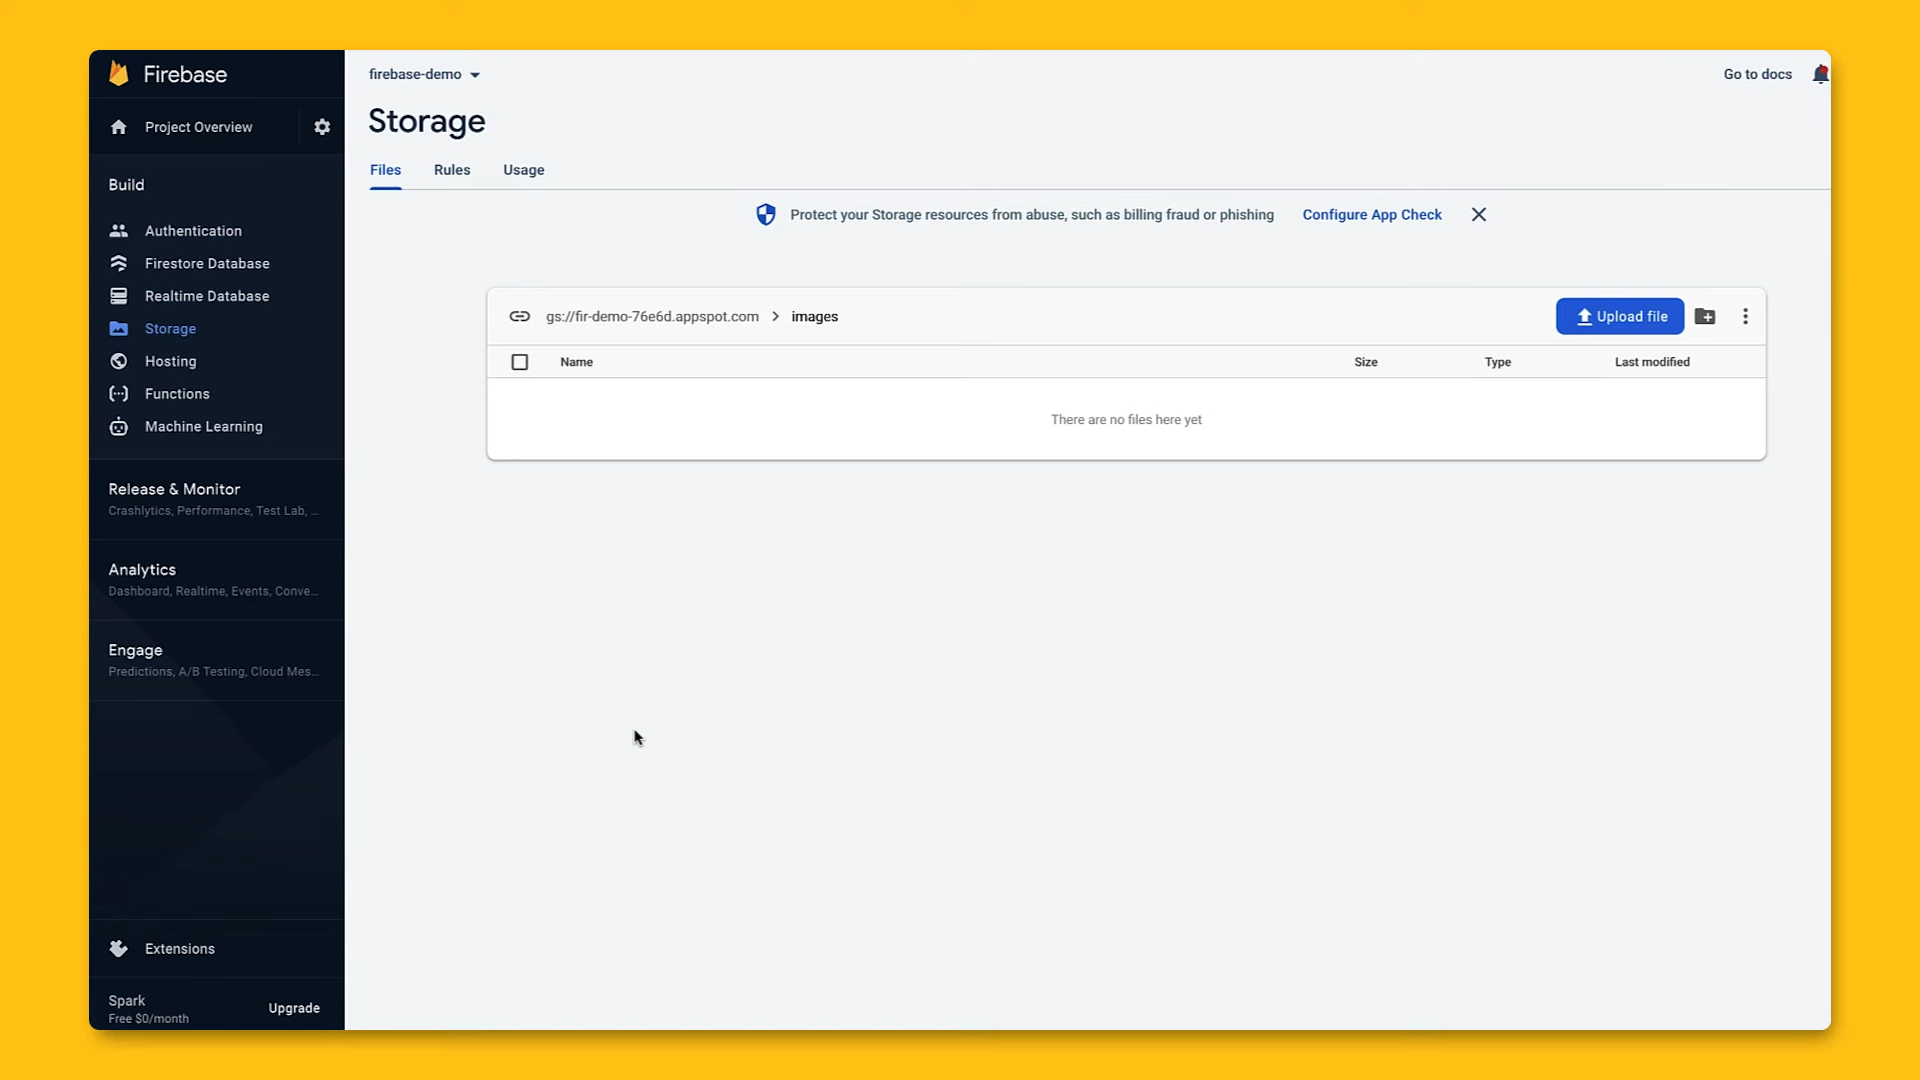 Firebase
Project Overview
Build
Authentication
Firestore Database
Realtime Database
Storage
Hosting
Functions
Machine Learning
Release & Monitor
Crashlytics, Performance, Test Lab, ...
Analytics
Dashboard, Realtime, Events, Conve...
Engage
Predictions, A/B Testing, Cloud Mes...
Extensions
Spark
Free $0/month
Upgrade
firebase-demo
Go to docs
Storage
Files Rules Usage
Protect your Storage resources from abuse, such as billing fraud or phishing Configure App Check
gs://fir-demo-76e6d.appspot.com > images
Upload file
Name Size Type Last modified
There are no files here yet